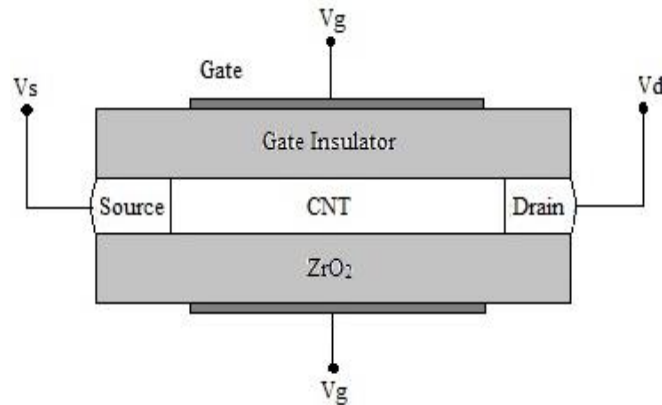 Vg
Gate
Vs
Vd
Gate Insulator
Source
CNT
Drain
ZrO₂
Vg